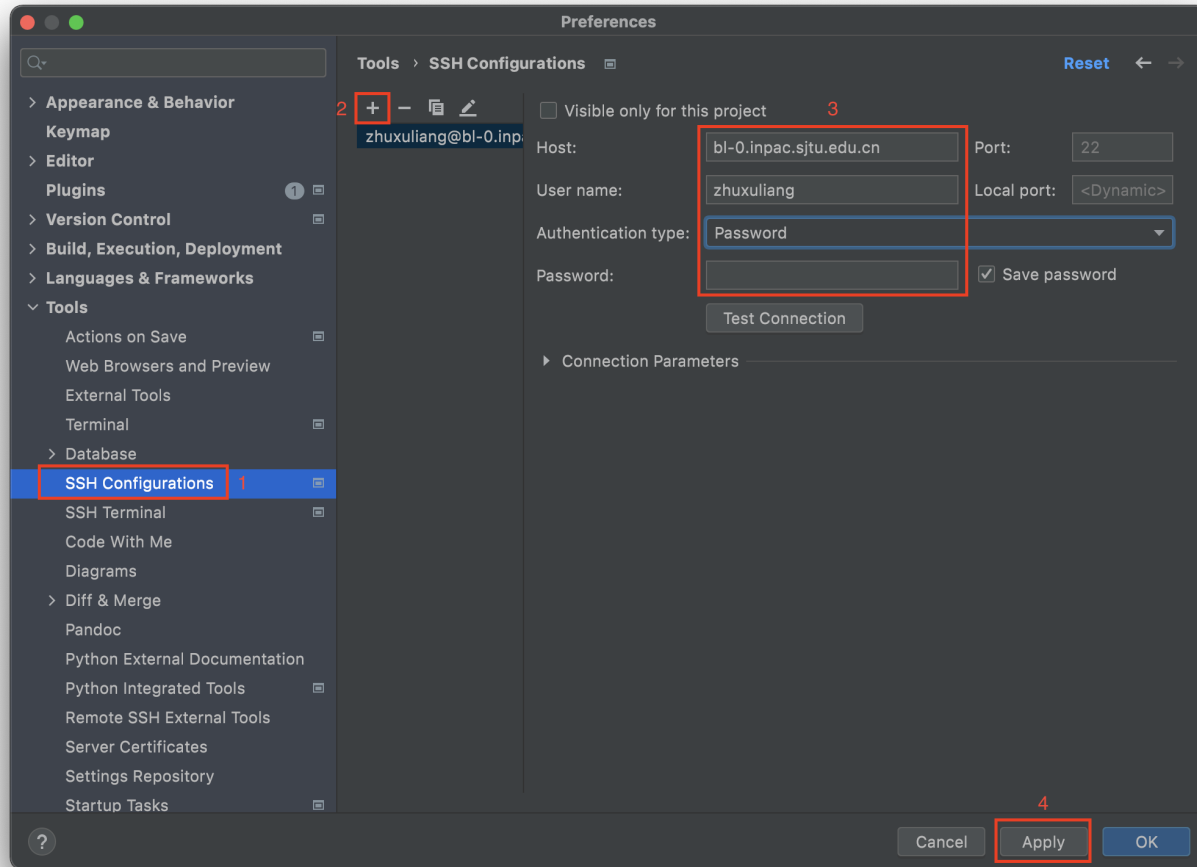 Preferences
Tools › SSH Configurations
Reset
Appearance & Behavior
Keymap
Editor
Plugins 1
Version Control
Build, Execution, Deployment
Languages & Frameworks
Tools
Actions on Save
Web Browsers and Preview
External Tools
Terminal
Database
SSH Configurations 1
SSH Terminal
Code With Me
Diagrams
Diff & Merge
Pandoc
Python External Documentation
Python Integrated Tools
Remote SSH External Tools
Server Certificates
Settings Repository
Startup Tasks
2
zhuxuliang@bl-0.inpa
Visible only for this project 3
Host: bl-0.inpac.sjtu.edu.cn Port: 22
User name: zhuxuliang Local port: <Dynamic>
Authentication type: Password
Password: Save password
Test Connection
Connection Parameters
4
? Cancel Apply OK